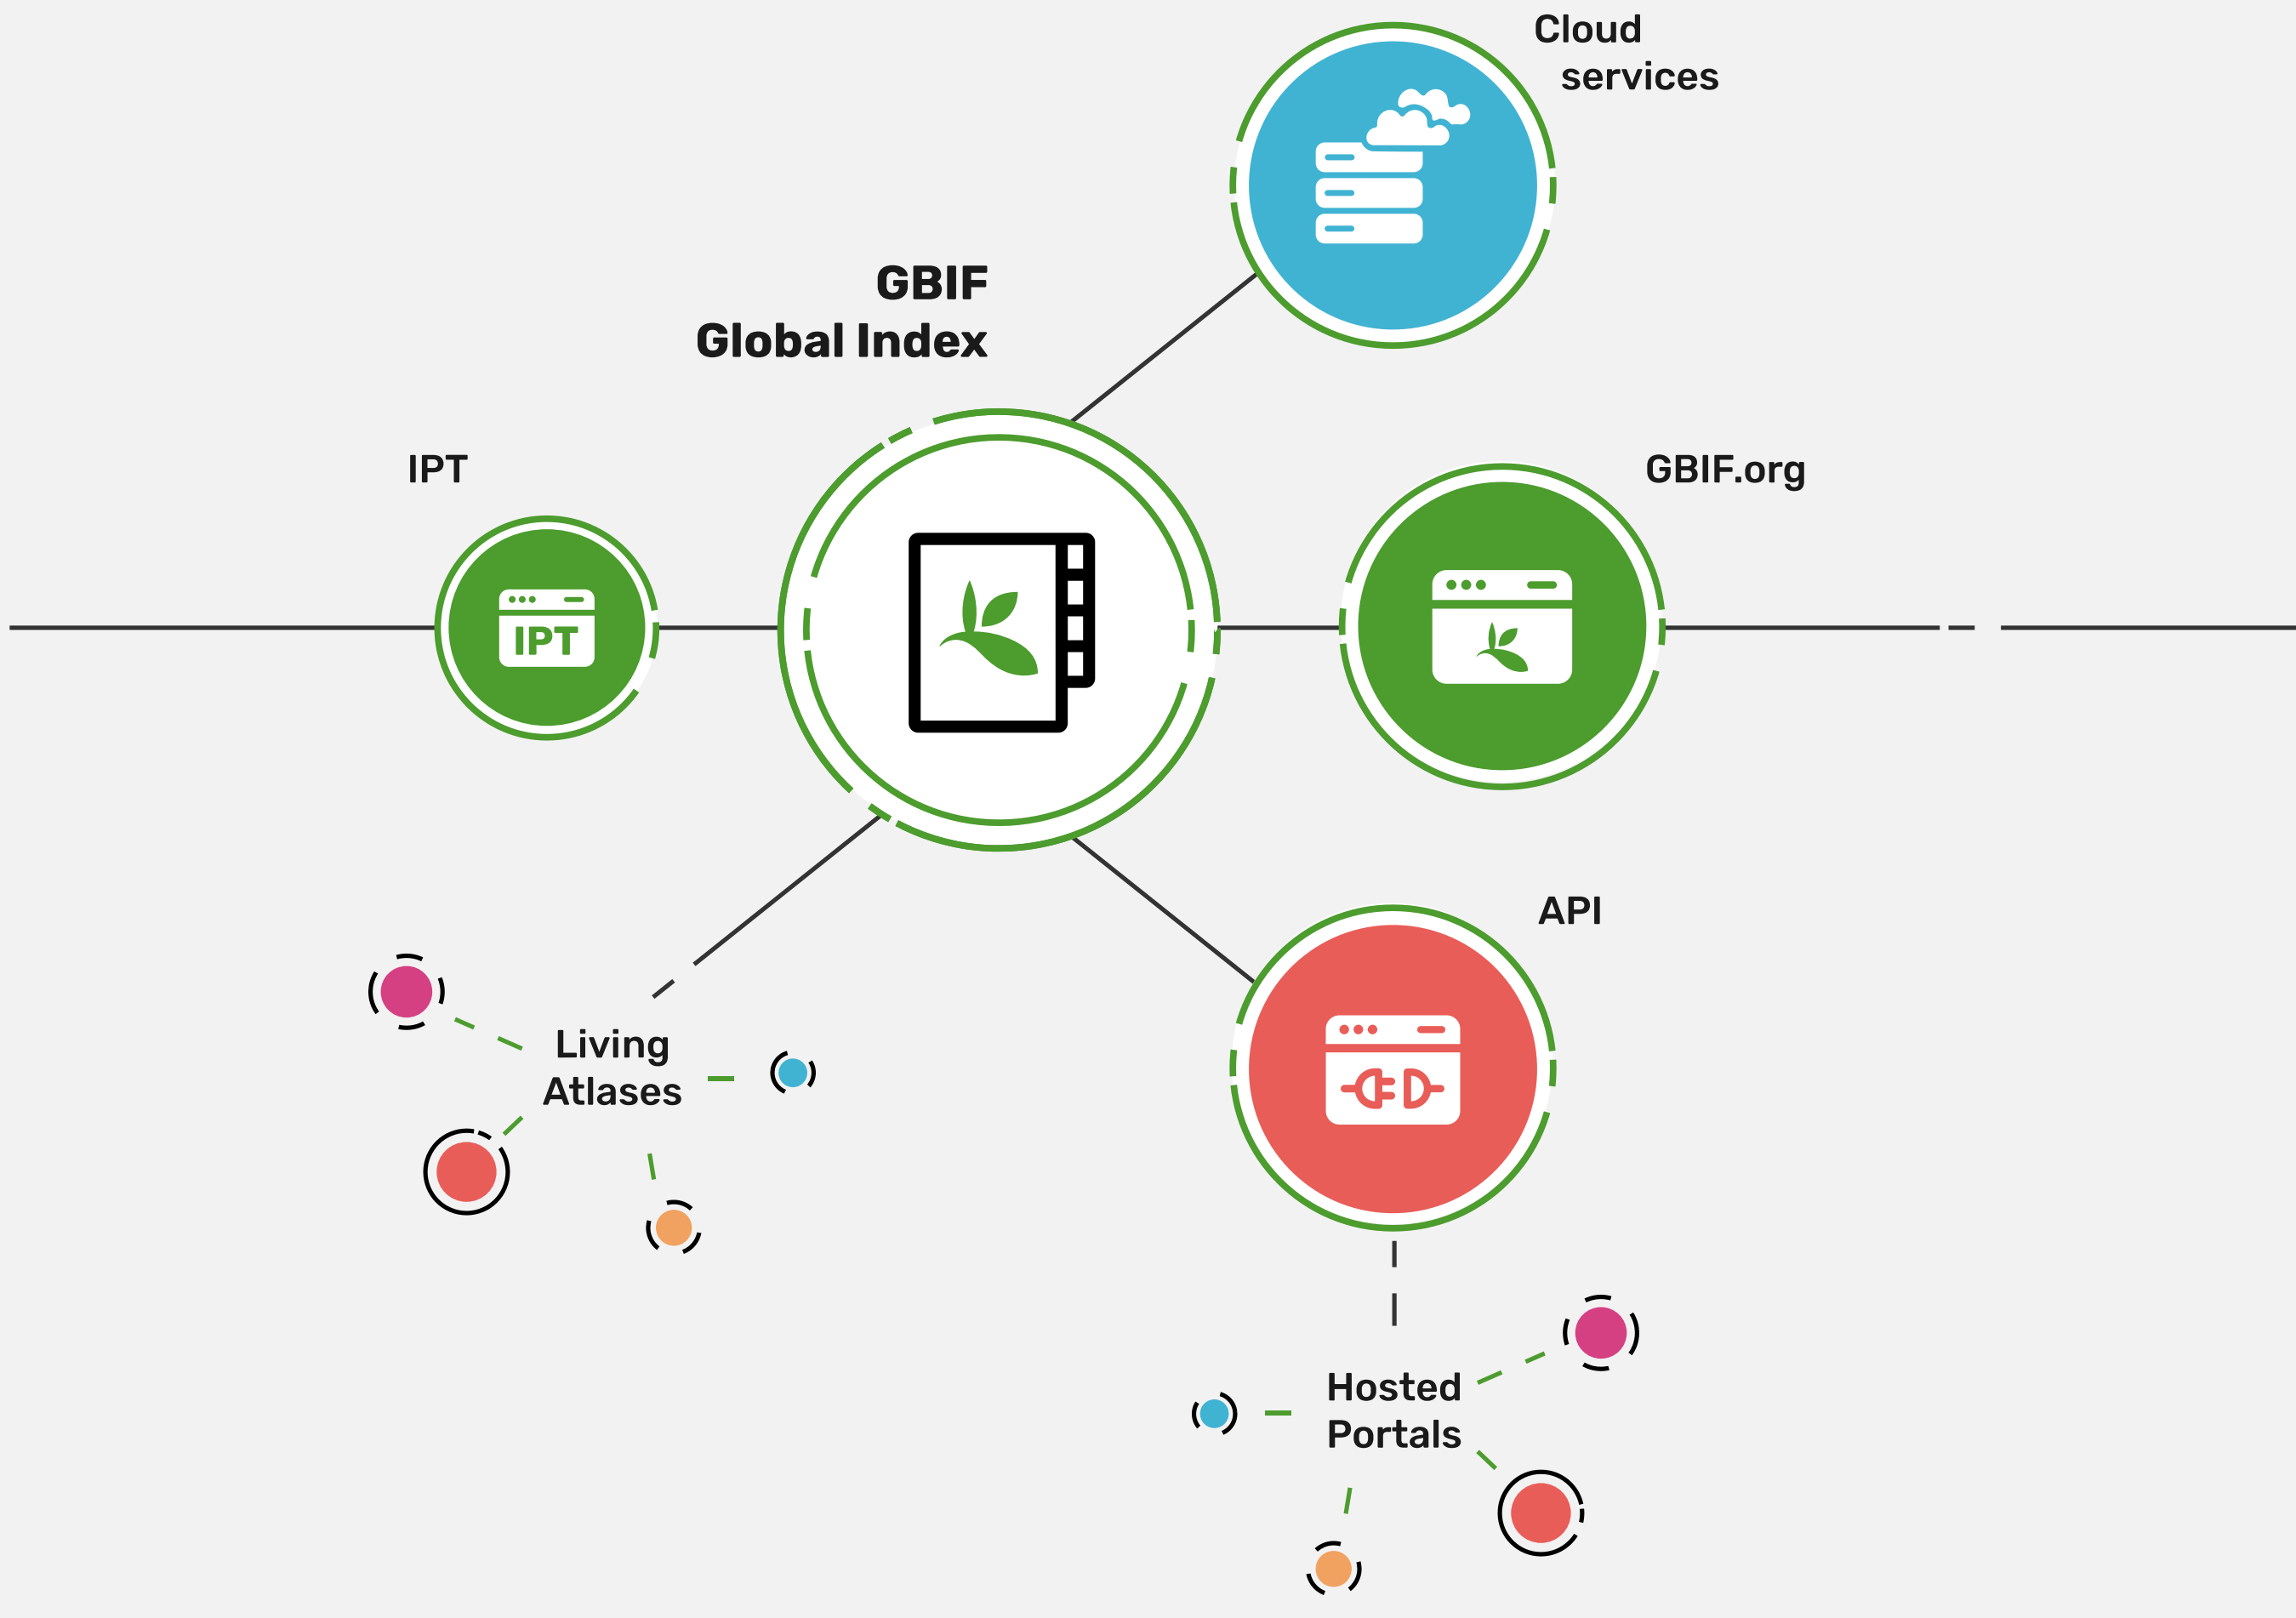 Cloud
services
GBIF
Global Index
IPT
GBIF.org
IPT
API
Living
Atlases
Hosted
Portals